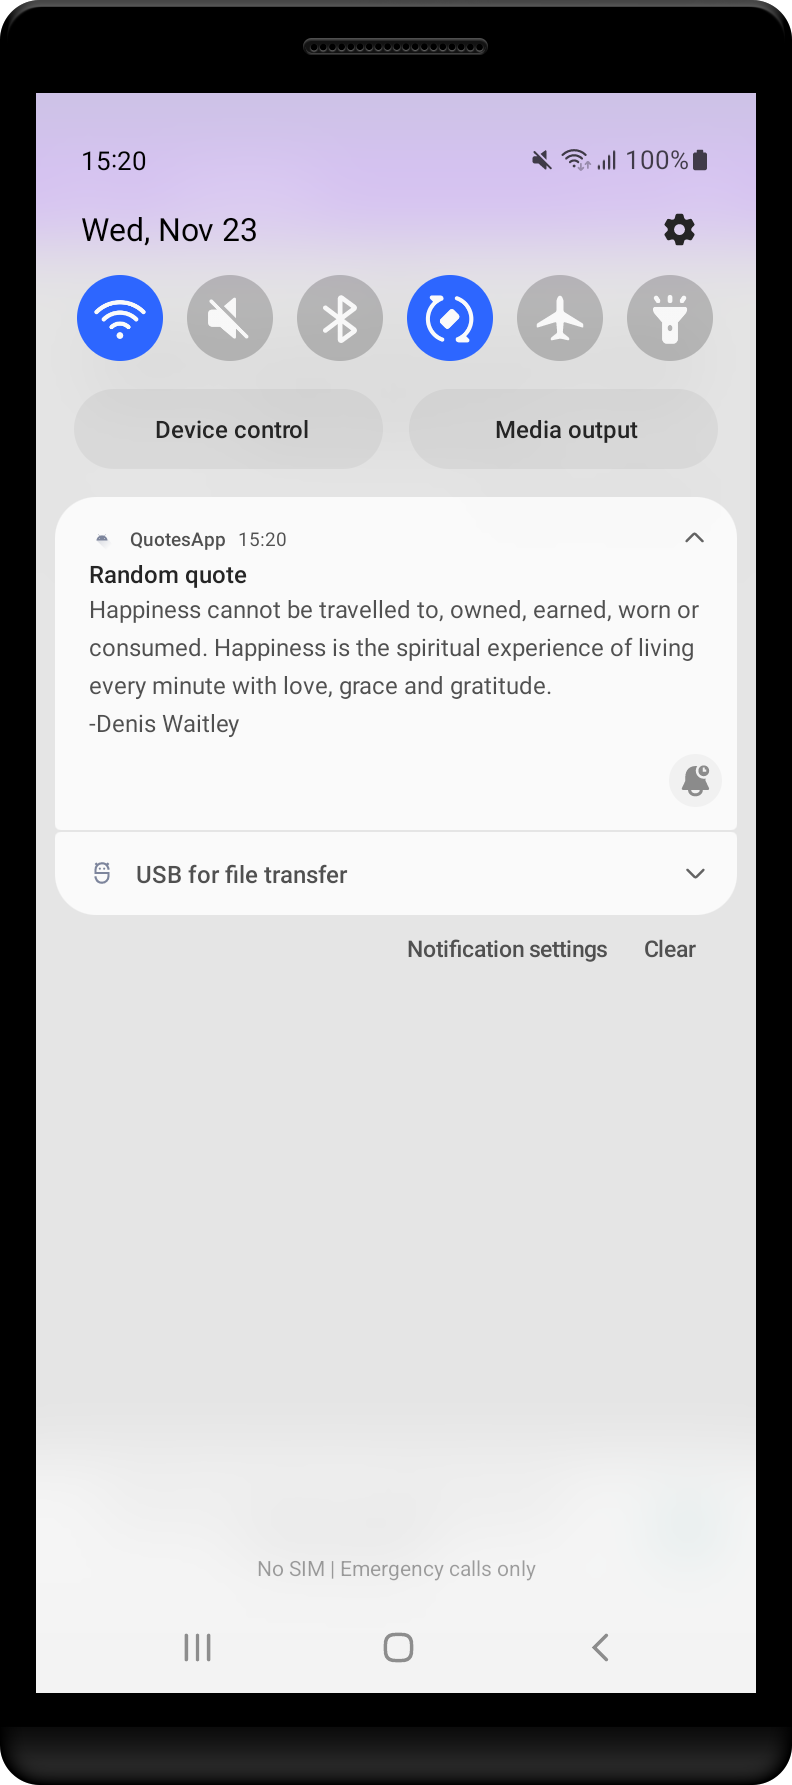 15:20
100%
Wed, Nov 23
Device control
Media output
QuotesApp 15:20
Random quote
Happiness cannot be travelled to, owned, earned, worn or
consumed. Happiness is the spiritual experience of living
every minute with love, grace and gratitude.
-Denis Waitley
USB for file transfer
Notification settings
Clear
No SIM | Emergency calls only